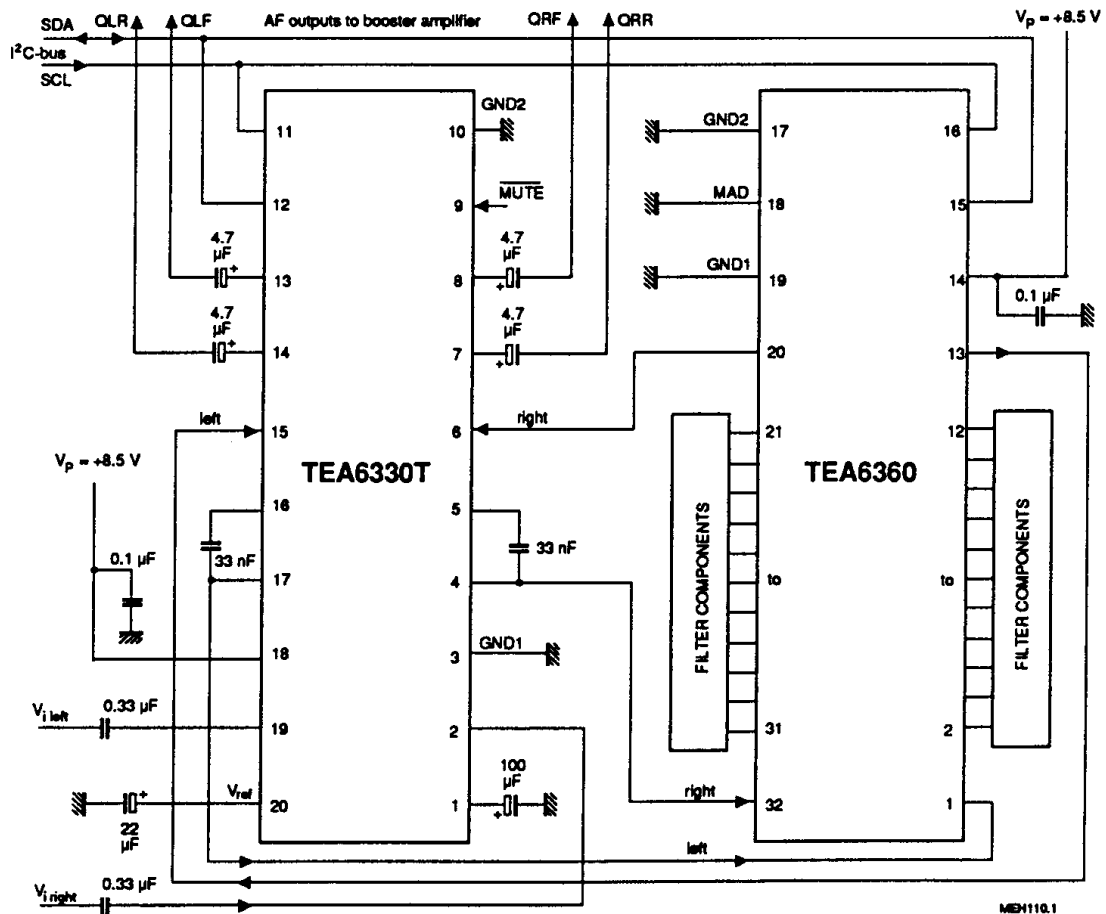 SDA QLR QLF AF outputs to booster amplifier QRF QRR VP = +8.5 V
I²C-bus
SCL
GND2
11 10
GND2
17 16
MUTE
12 9
MAD
18 15
4.7 µF
13
4.7 µF
8
GND1
19 14
0.1 µF
4.7 µF
14
4.7 µF
7
20 13
left
15
right
6
21 12
TEA6330T TEA6360
VP = +8.5 V
16 5
33 nF
33 nF
0.1 µF
17 4
FILTER COMPONENTS
to to
FILTER COMPONENTS
18
GND1
3
Vi left
0.33 µF
19 2
31 2
Vref
20
22 µF
1
100 µF
right
32 1
left
Vi right
0.33 µF
MEH110.1